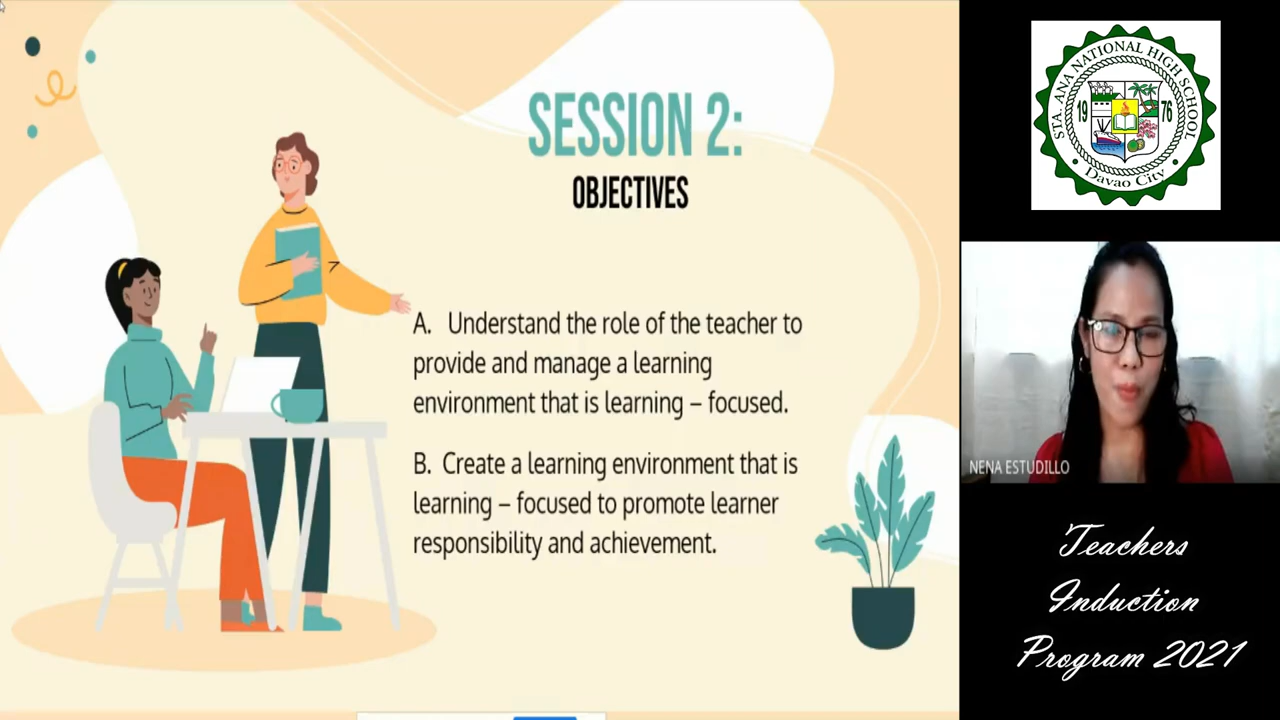 SESSION 2:
OBJECTIVES
A. Understand the role of the teacher to
provide and manage a learning
environment that is learning – focused.
B. Create a learning environment that is
learning – focused to promote learner
responsibility and achievement.
STA. ANA NATIONAL HIGH SCHOOL
19 76
Davao City
NENA ESTUDILLO
Teachers
Induction
Program 2021